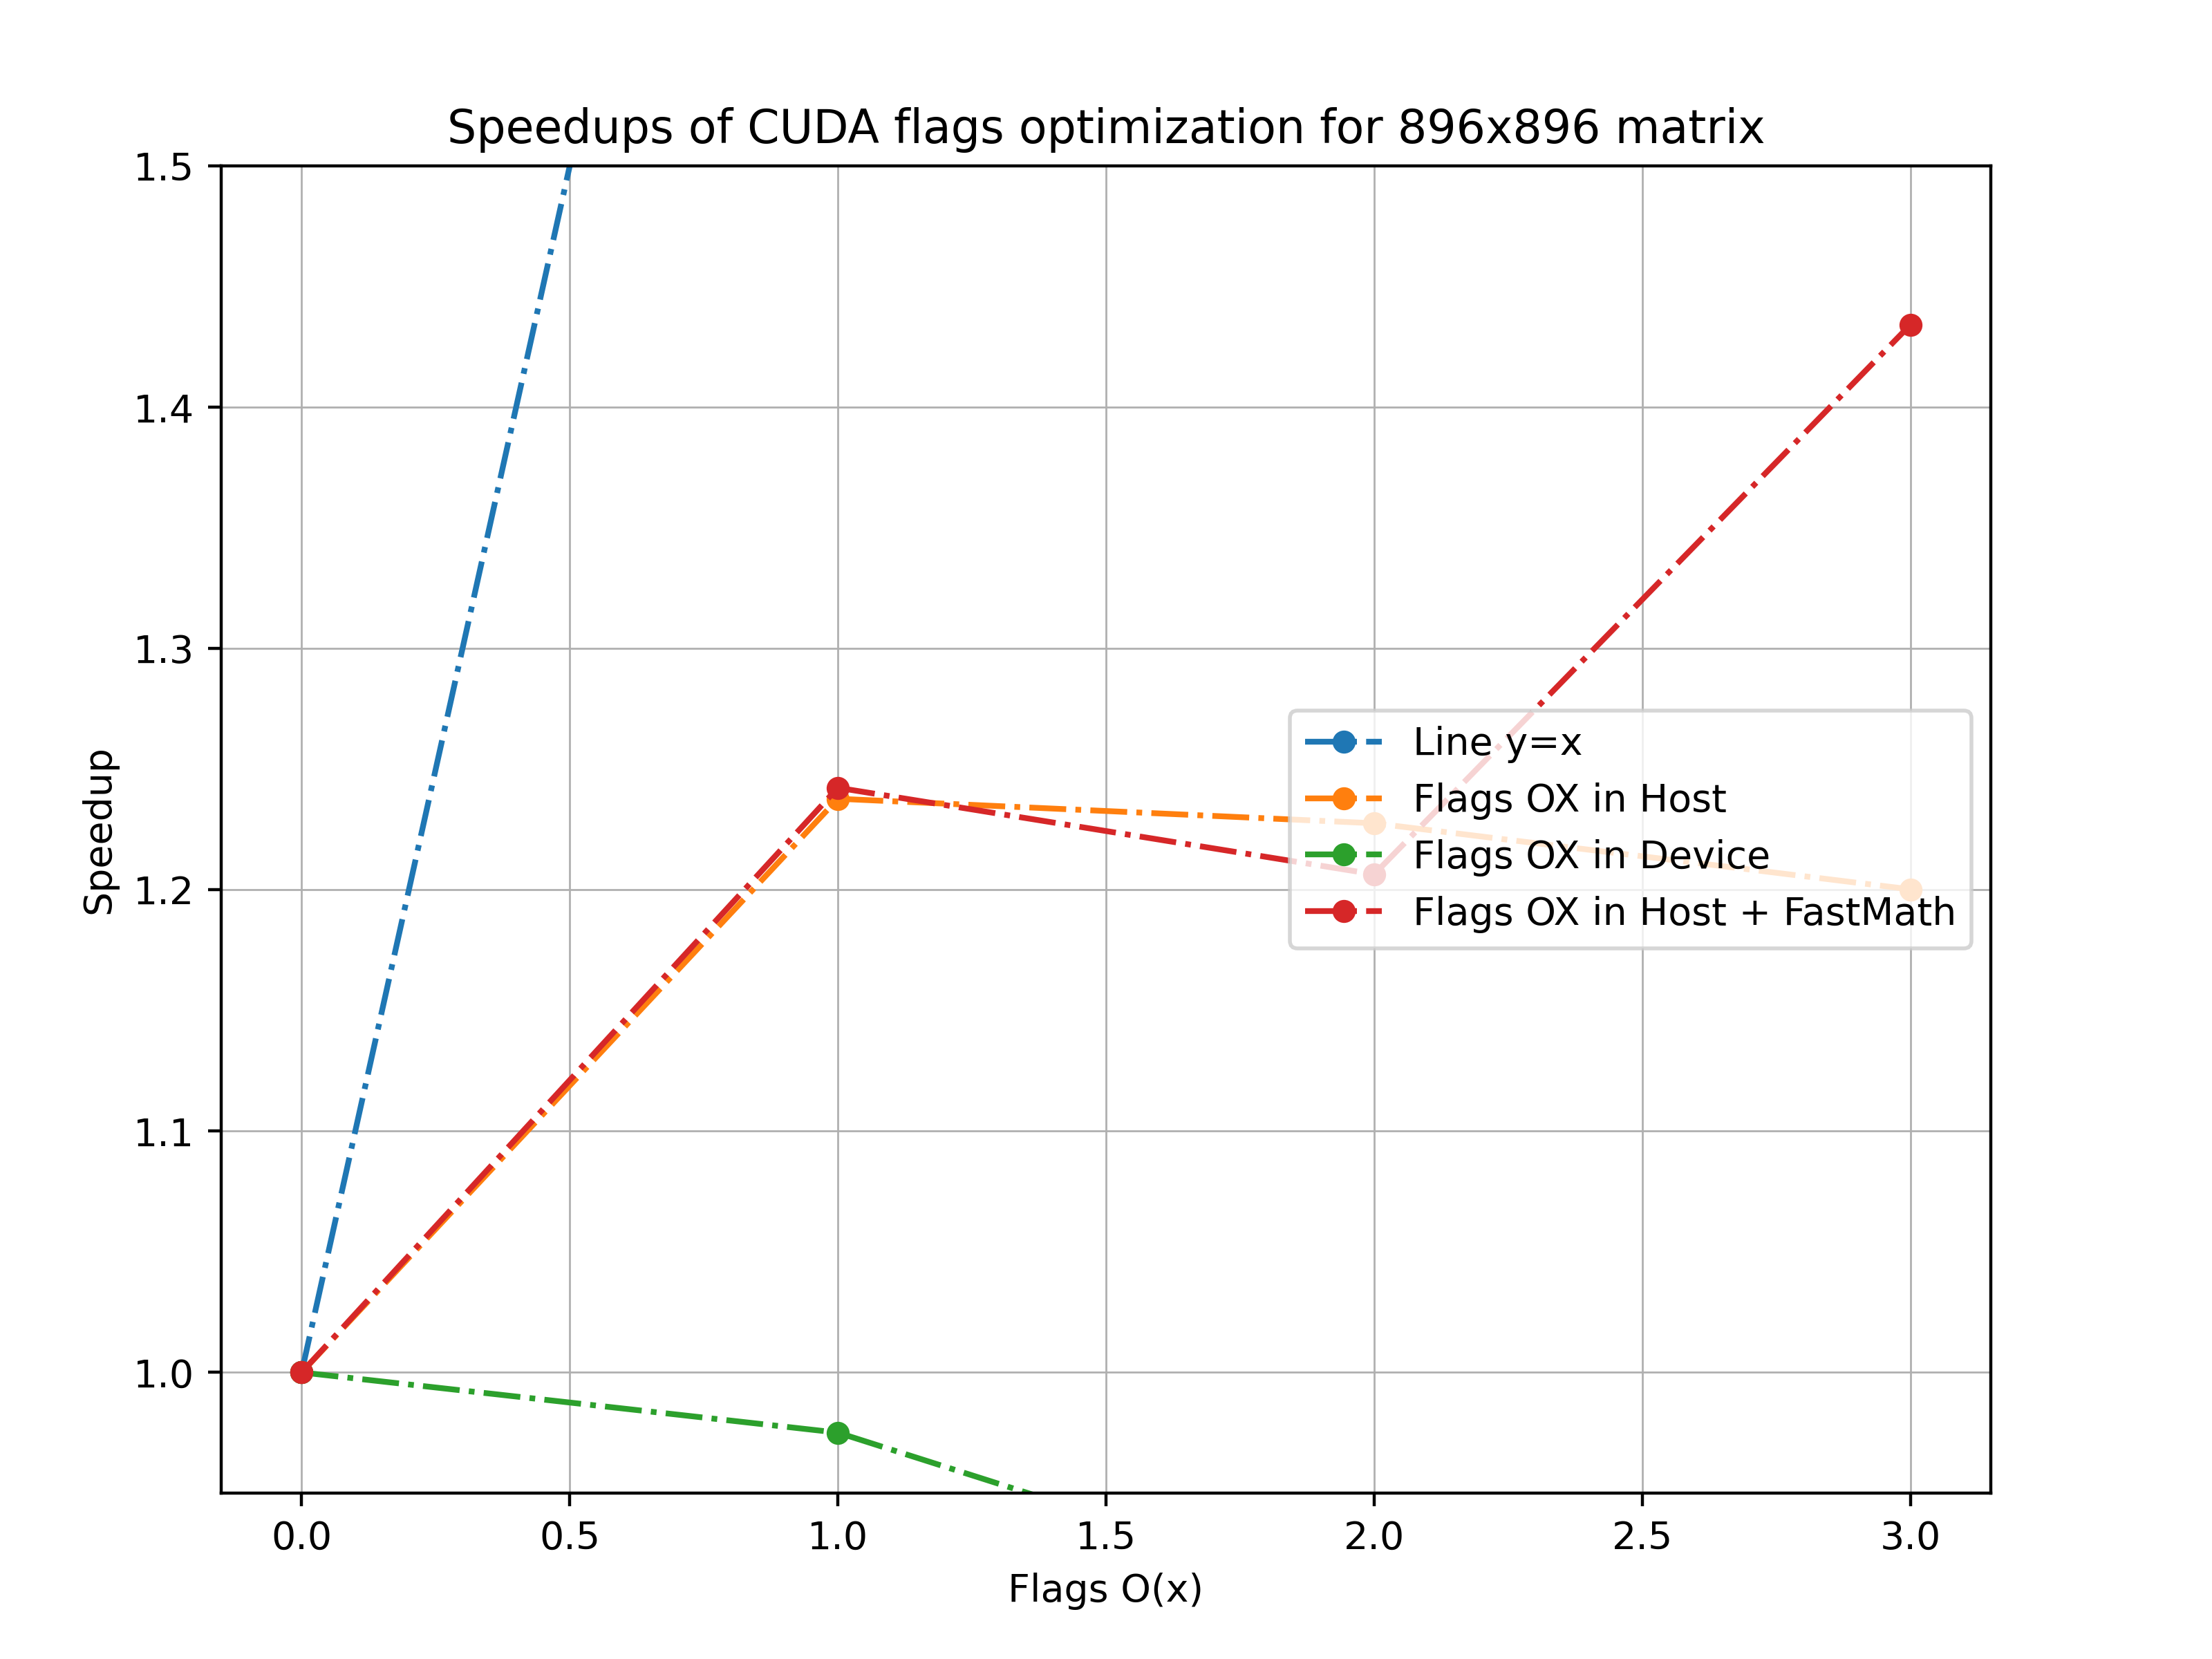 Speedups of CUDA flags optimization for 896x896 matrix
1.5
1.4
1.3
1.2
1.1
1.0
Speedup
Line y=x
Flags OX in Host
Flags OX in Device
Flags OX in Host + FastMath
0.0 0.5 1.0 1.5 2.0 2.5 3.0
Flags O(x)